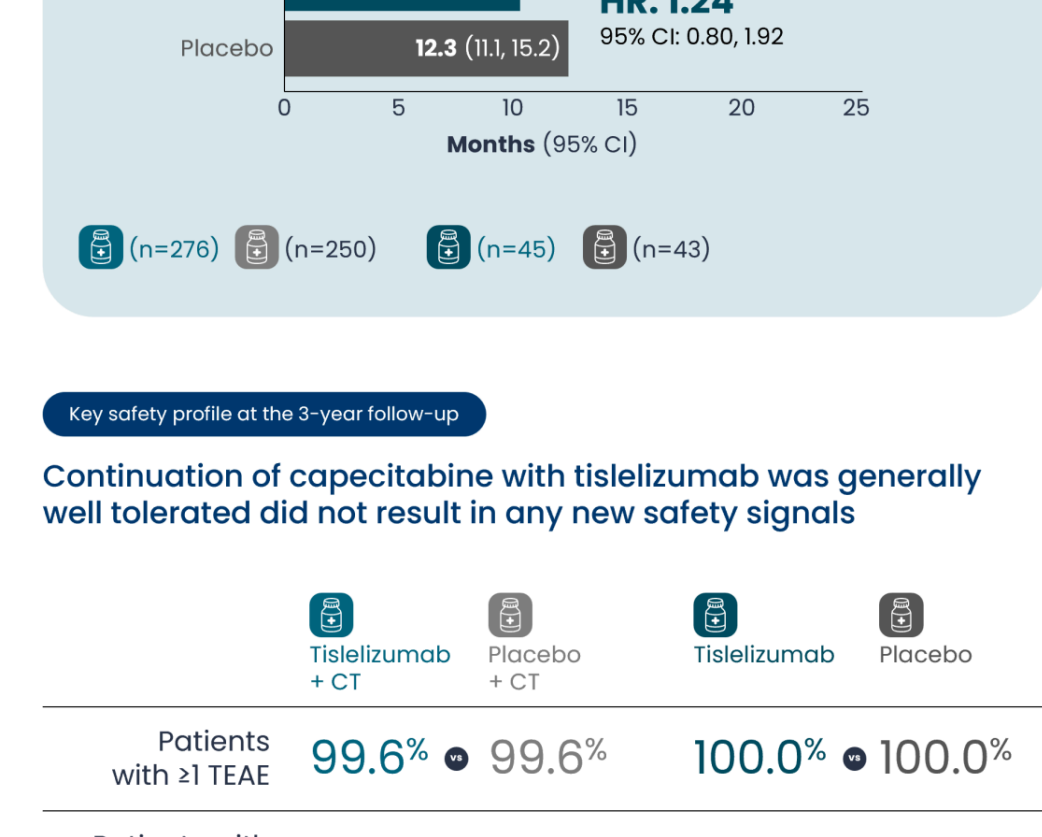 HR: 1.24
Placebo 12.3 (11.1, 15.2) 95% CI: 0.80, 1.92
0 5 10 15 20 25
Months (95% CI)
(n=276) (n=250) (n=45) (n=43)
Key safety profile at the 3-year follow-up
Continuation of capecitabine with tislelizumab was generally
well tolerated did not result in any new safety signals
Tislelizumab Placebo Tislelizumab Placebo
+ CT + CT
Patients
with ≥1 TEAE
99.6% vs 99.6% 100.0% vs 100.0%